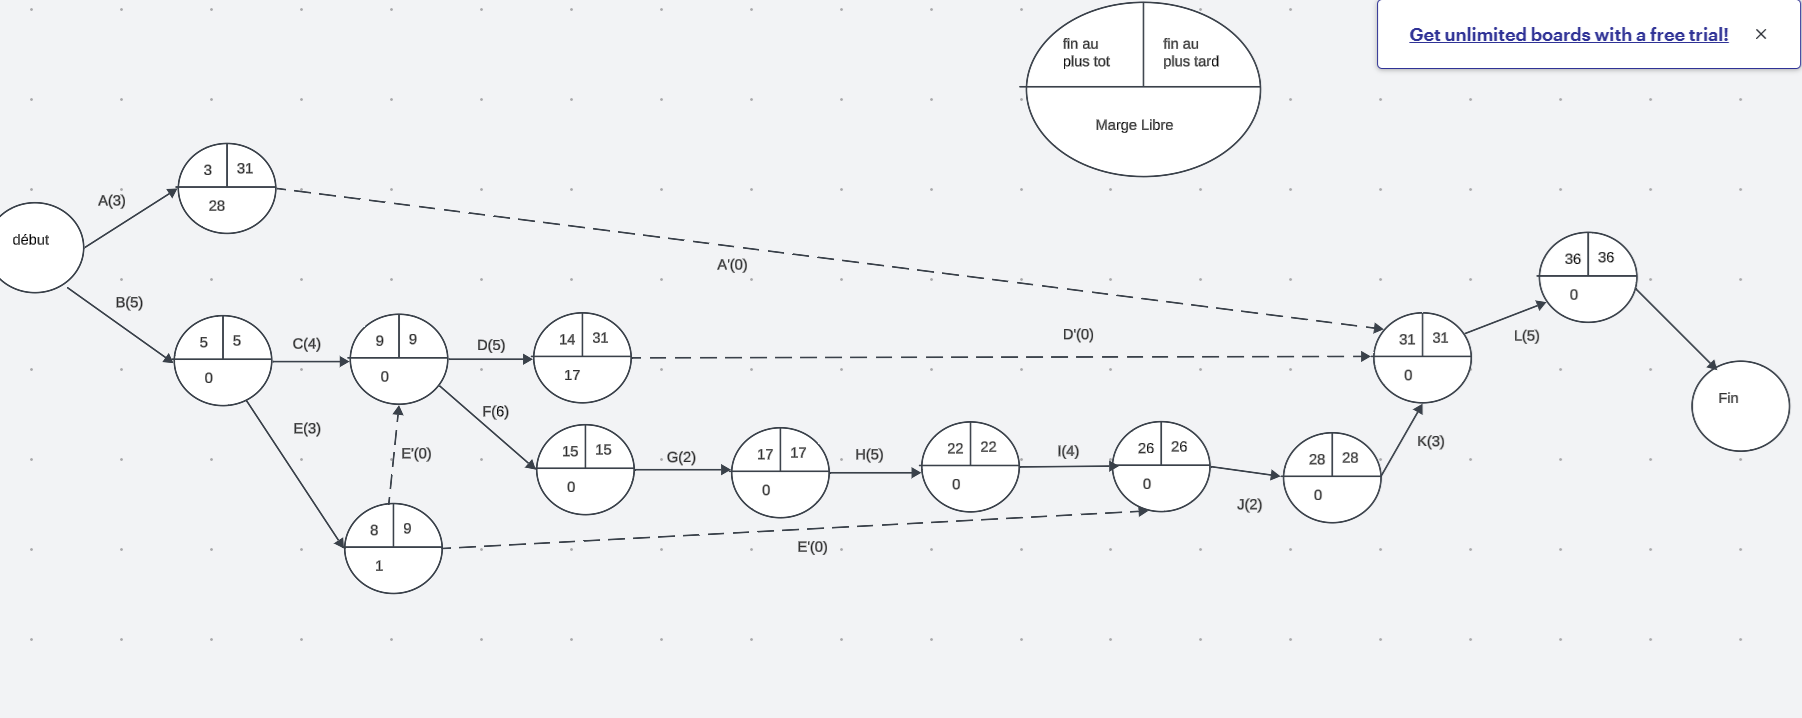 fin au
plus tot
fin au
plus tard
Marge Libre
Get unlimited boards with a free trial!
début
A(3)
3 31
28
A'(0)
B(5)
5 5
0
C(4)
9 9
0
D(5)
14 31
17
D'(0)
31 31
0
L(5)
36 36
0
Fin
E(3)
E'(0)
F(6)
15 15
0
G(2)
17 17
0
H(5)
22 22
0
I(4)
26 26
0
J(2)
28 28
0
K(3)
8 9
1
E'(0)